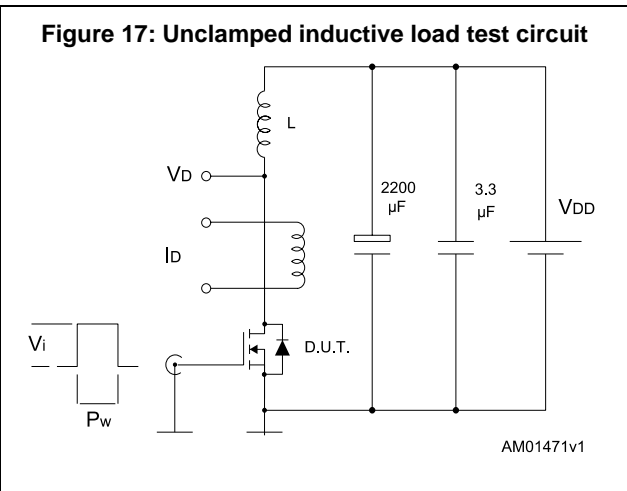 Figure 17: Unclamped inductive load test circuit
L
VD
2200
µF
3.3
µF
VDD
ID
Vi
D.U.T.
Pw
AM01471v1